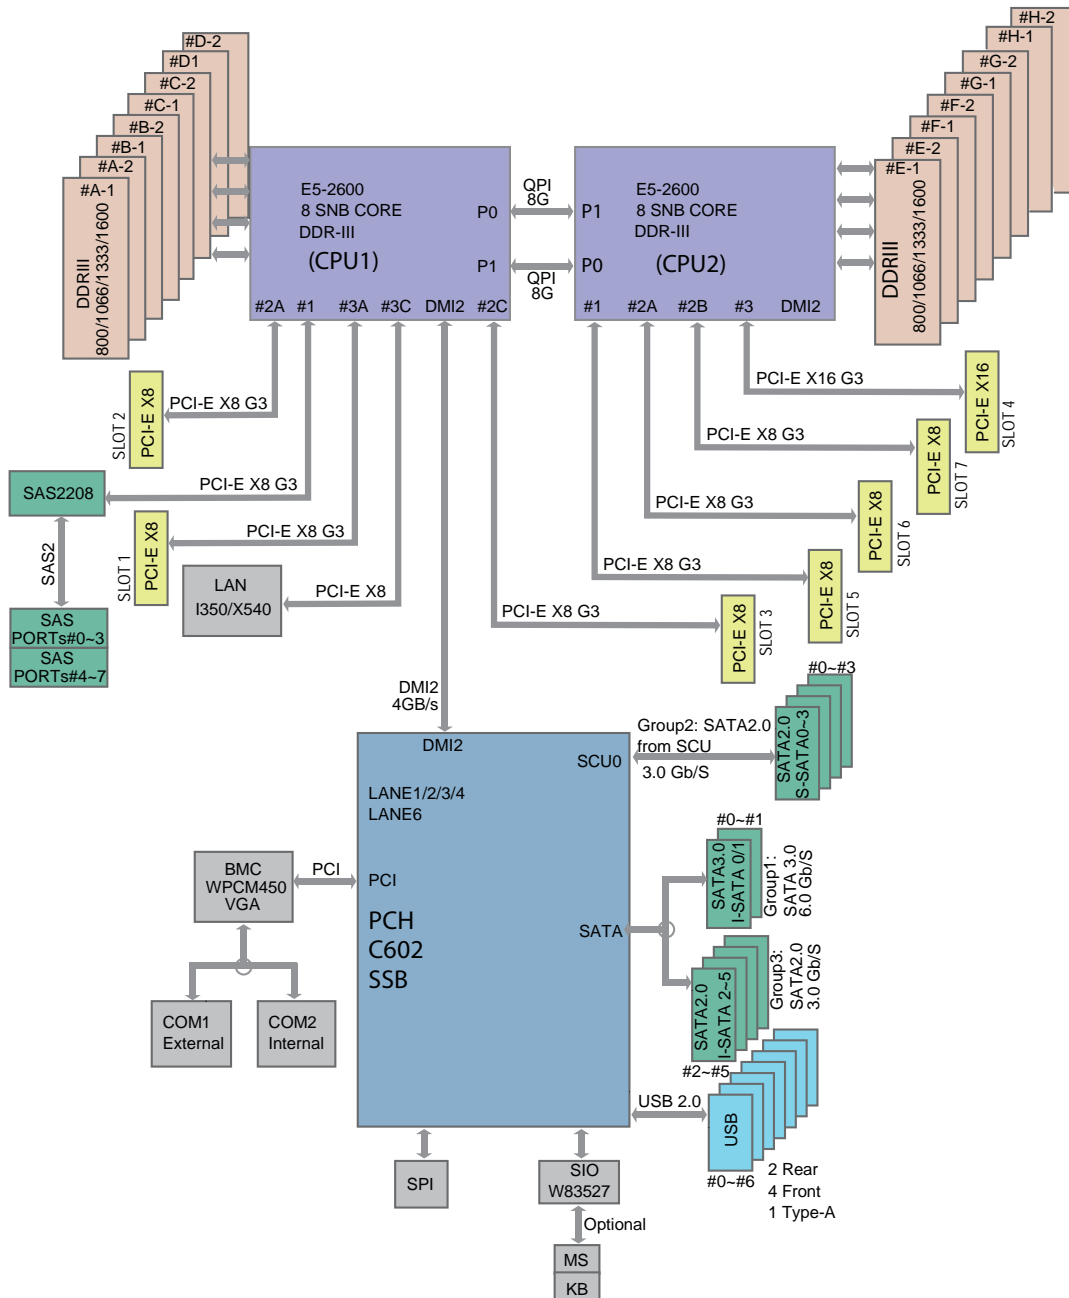 #D-2
#D1
#C-2
#C-1
#B-2
#B-1
#A-2
#A-1
DDRIII
800/1066/1333/1600
#H-2
#H-1
#G-2
#G-1
#F-2
#F-1
#E-2
#E-1
DDRIII
800/1066/1333/1600
E5-2600
8 SNB CORE
DDR-III
(CPU1)
P0
P1
#2A
#1
#3A
#3C
DMI2
#2C
QPI
8G
QPI
8G
E5-2600
8 SNB CORE
DDR-III
(CPU2)
P1
P0
#1
#2A
#2B
#3
DMI2
PCI-E X8
SLOT 2
PCI-E X8 G3
PCI-E X16 G3
PCI-E X16
SLOT 4
PCI-E X8 G3
PCI-E X8
SLOT 7
SAS2208
PCI-E X8 G3
PCI-E X8 G3
PCI-E X8
SLOT 6
SAS2
PCI-E X8
SLOT 1
PCI-E X8 G3
PCI-E X8 G3
PCI-E X8
SLOT 5
LAN
I350/X540
PCI-E X8
PCI-E X8 G3
PCI-E X8
SLOT 3
SAS
PORTs#0~3
SAS
PORTs#4~7
DMI2
4GB/s
DMI2
LANE1/2/3/4
LANE6
PCI
PCH
C602
SSB
SCU0
SATA
Group2: SATA2.0
from SCU
3.0 Gb/S
#0~#3
SATA2.0
S-SATA0~3
#0~#1
SATA3.0
I-SATA 0/1
Group1:
SATA 3.0
6.0 Gb/S
SATA2.0
I-SATA 2~5
Group3:
SATA2.0
3.0 Gb/S
#2~#5
BMC
WPCM450
VGA
PCI
COM1
External
COM2
Internal
USB 2.0
USB
#0~#6
2 Rear
4 Front
1 Type-A
SPI
SIO
W83527
Optional
MS
KB